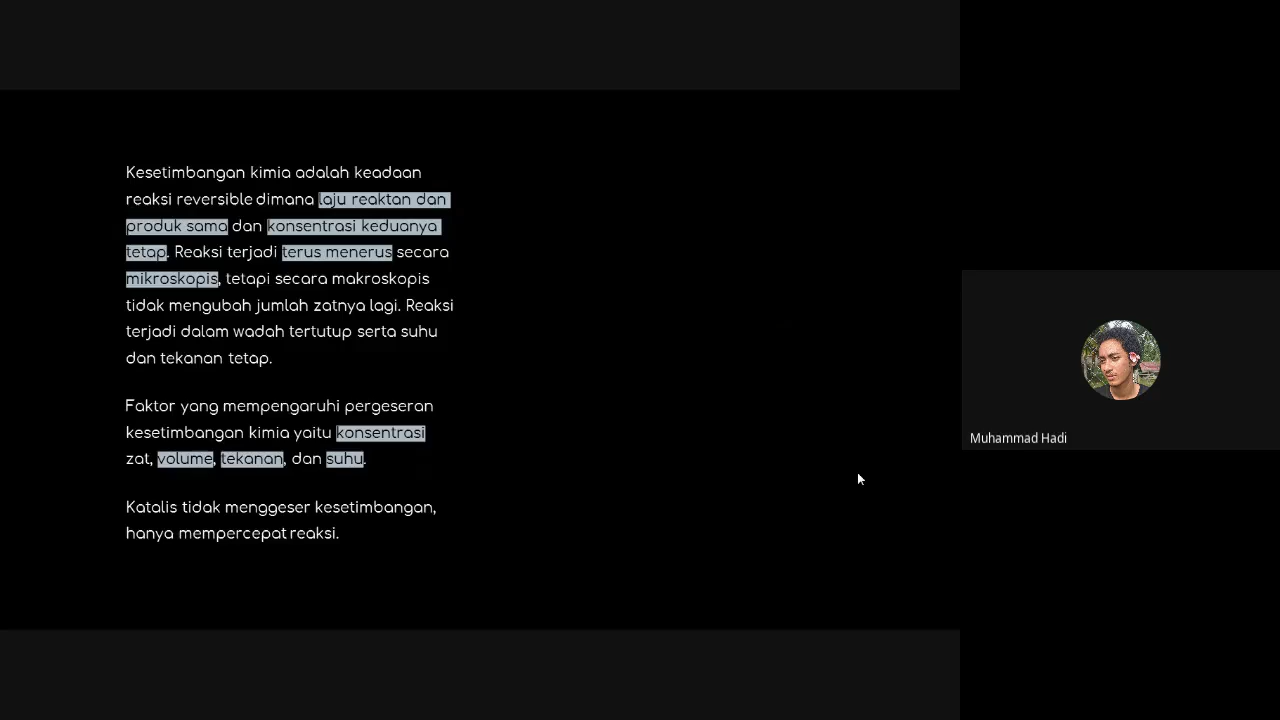 Kesetimbangan kimia adalah keadaan
reaksi reversible dimana laju reaktan dan
produk sama dan konsentrasi keduanya
tetap. Reaksi terjadi terus menerus secara
mikroskopis, tetapi secara makroskopis
tidak mengubah jumlah zatnya lagi. Reaksi
terjadi dalam wadah tertutup serta suhu
dan tekanan tetap.
Faktor yang mempengaruhi pergeseran
kesetimbangan kimia yaitu konsentrasi
zat, volume, tekanan, dan suhu.
Katalis tidak menggeser kesetimbangan,
hanya mempercepat reaksi.
Muhammad Hadi